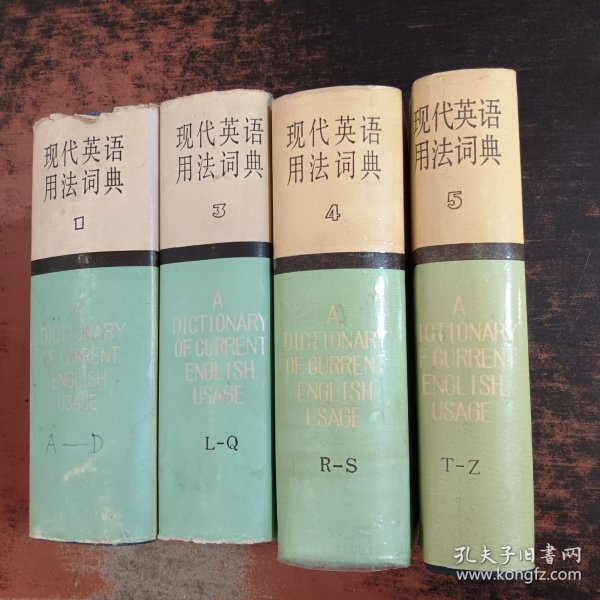 现代英语
用法词典
1
A
DICTIONARY
OF CURRENT
ENGLISH
USAGE
A—D
现代英语
用法词典
3
A
DICTIONARY
OF CURRENT
ENGLISH
USAGE
L-Q
现代英语
用法词典
4
A
DICTIONARY
OF CURRENT
ENGLISH
USAGE
R-S
现代英语
用法词典
5
A
DICTIONARY
OF CURRENT
ENGLISH
USAGE
T-Z
孔夫子旧书网
www.kongfz.com